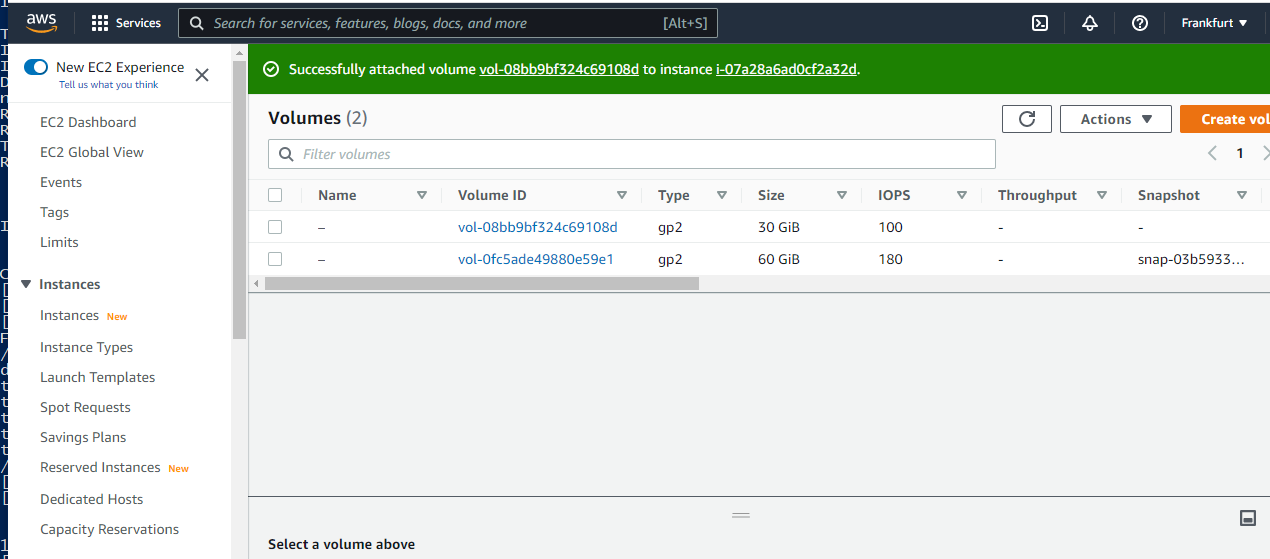 aws Services Search for services, features, blogs, docs, and more [Alt+S] Frankfurt
New EC2 Experience
Tell us what you think
EC2 Dashboard
EC2 Global View
Events
Tags
Limits
Instances
Instances New
Instance Types
Launch Templates
Spot Requests
Savings Plans
Reserved Instances New
Dedicated Hosts
Capacity Reservations
Successfully attached volume vol-08bb9bf324c69108d to instance i-07a28a6ad0cf2a32d.
Volumes (2) Actions Create vol
Filter volumes 1
Name Volume ID Type Size IOPS Throughput Snapshot
– vol-08bb9bf324c69108d gp2 30 GiB 100 - -
– vol-0fc5ade49880e59e1 gp2 60 GiB 180 - snap-03b5933...
Select a volume above